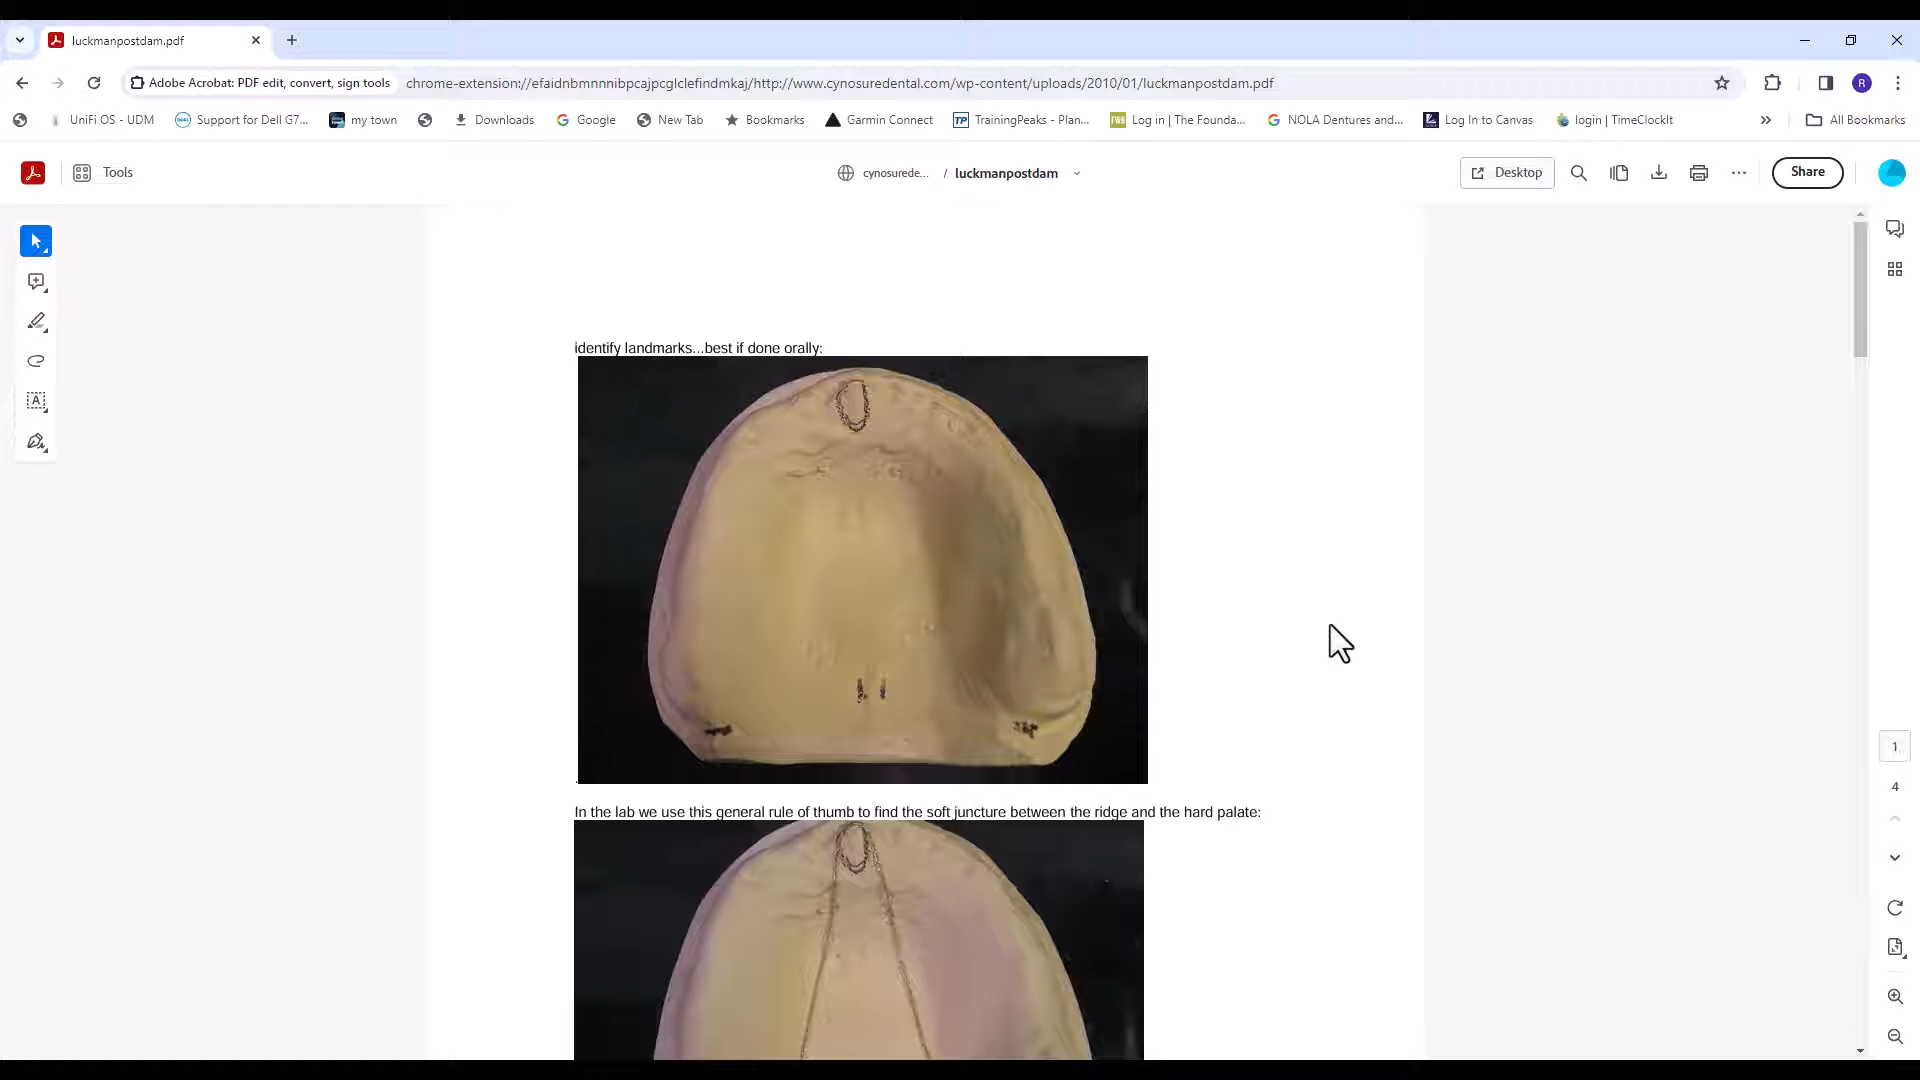 luckmanpostdam.pdf
Adobe Acrobat: PDF edit, convert, sign tools
chrome-extension://efaidnbmnnnibpcajpcglclefindmkaj/http://www.cynosuredental.com/wp-content/uploads/2010/01/luckmanpostdam.pdf
R
UniFi OS - UDM
Support for Dell G7...
my town
Downloads
Google
New Tab
Bookmarks
Garmin Connect
TrainingPeaks - Plan...
Log in | The Founda...
NOLA Dentures and...
Log In to Canvas
login | TimeClockIt
All Bookmarks
Tools
cynosurede... / luckmanpostdam
Desktop
Share
identify landmarks...best if done orally:
In the lab we use this general rule of thumb to find the soft juncture between the ridge and the hard palate:
1
4